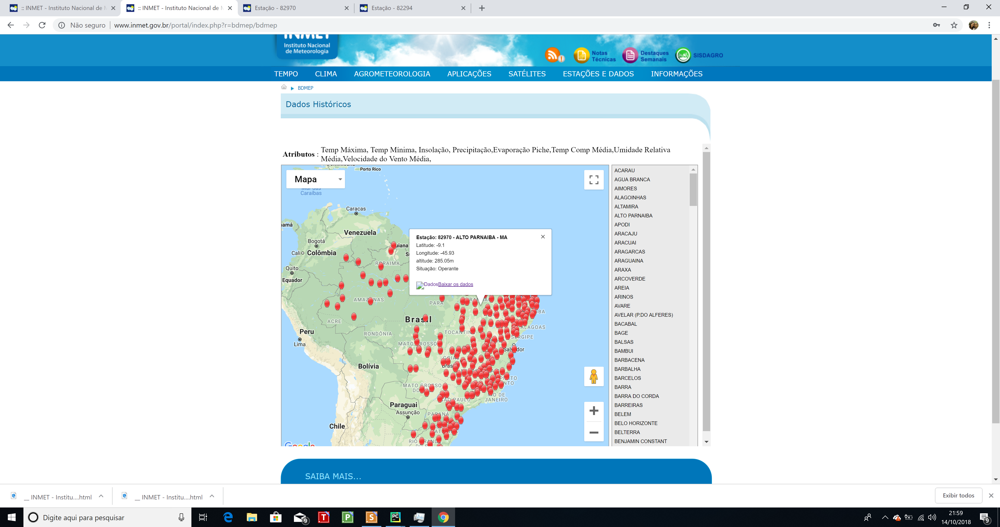 :: INMET - Instituto Nacional de
:: INMET - Instituto Nacional de
Estação - 82970
Estação - 82294
Não seguro
www.inmet.gov.br/portal/index.php?r=bdmep/bdmep
INMET
Instituto Nacional
de Meteorologia
Notas
Técnicas
Destaques
Semanais
SISDAGRO
TEMPO
CLIMA
AGROMETEOROLOGIA
APLICAÇÕES
SATÉLITES
ESTAÇÕES E DADOS
INFORMAÇÕES
BDMEP
Dados Históricos
Atributos :
Temp Máxima, Temp Mínima, Insolação, Precipitação,Evaporação Piche,Temp Comp Média,Umidade Relativa
Média,Velocidade do Vento Média,
Mapa
Porto Rico
Mar das
Caraíbas
Caracas
Venezuela
Bogotá
Cali
Colômbia
Quito
Equador
RORAIMA
AMAZONAS
PARÁ
ACRE
Brasil
RONDÔNIA
TOCANTINS
ALAGOAS
SERGIPE
Peru
Lima
MATO GROSSO
Salvador
GOIÁS
Bolívia
MATO GROSSO
SÃO PAULO
RIO DE
JANEIRO
Paraguai
Assunção
PARANÁ
Chile
RIO GRANDE
Google
Estação: 82970 - ALTO PARNAIBA - MA
Latitude: -9.1
Longitude: -45.93
altitude: 285.05m
Situação: Operante
DadosBaixar os dados
ACARAU
AGUA BRANCA
AIMORES
ALAGOINHAS
ALTAMIRA
ALTO PARNAIBA
APODI
ARACAJU
ARACUAI
ARAGARCAS
ARAGUAINA
ARAXA
ARCOVERDE
AREIA
ARINOS
AVARE
AVELAR (P.DO ALFERES)
BACABAL
BAGE
BALSAS
BAMBUI
BARBACENA
BARBALHA
BARCELOS
BARRA
BARRA DO CORDA
BARREIRAS
BELEM
BELO HORIZONTE
BELTERRA
BENJAMIN CONSTANT
SAIBA MAIS...
__ INMET - Institu....html
__ INMET - Institu....html
Exibir todos
Digite aqui para pesquisar
9
T
P
S
PC
21:59
14/10/2018
9